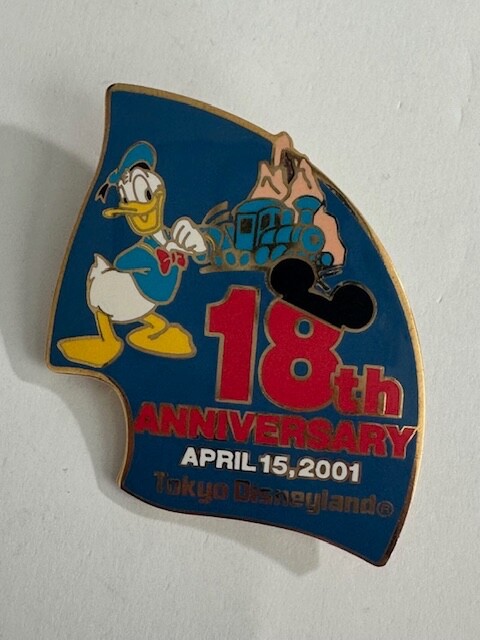 18th
ANNIVERSARY
APRIL 15, 2001
Tokyo Disneyland®